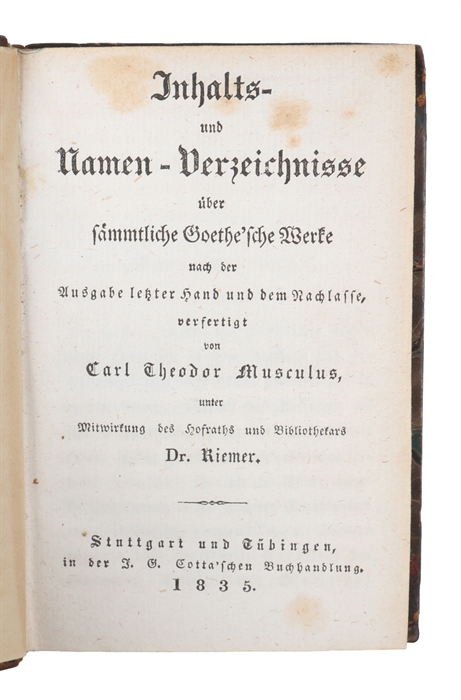 Inhalts-
und
Namen-Verzeichnisse
über
sämmtliche Goethe'sche Werke
nach der
Ausgabe letzter Hand und dem Nachlasse,
verfertigt
von
Carl Theodor Musculus,
unter
Mitwirkung des Hofraths und Bibliothekars
Dr. Riemer.
Stuttgart und Tübingen,
in der J. G. Cotta'schen Buchhandlung.
1835.